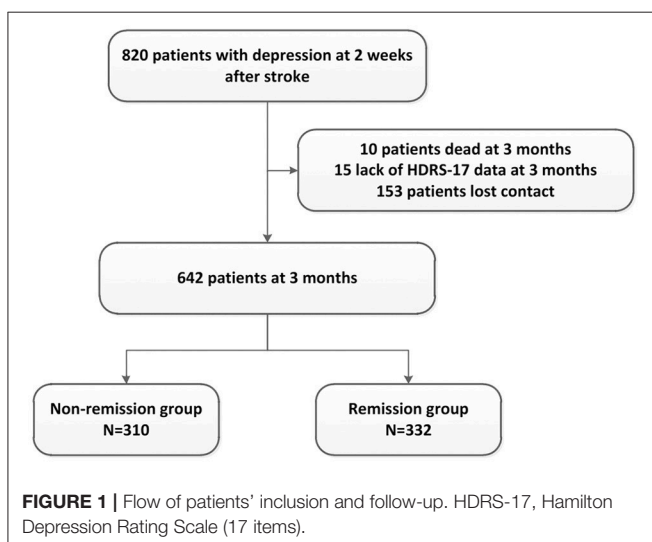 820 patients with depression at 2 weeks
after stroke
10 patients dead at 3 months
15 lack of HDRS-17 data at 3 months
153 patients lost contact
642 patients at 3 months
Non-remission group
N=310
Remission group
N=332
FIGURE 1 | Flow of patients’ inclusion and follow-up. HDRS-17, Hamilton
Depression Rating Scale (17 items).